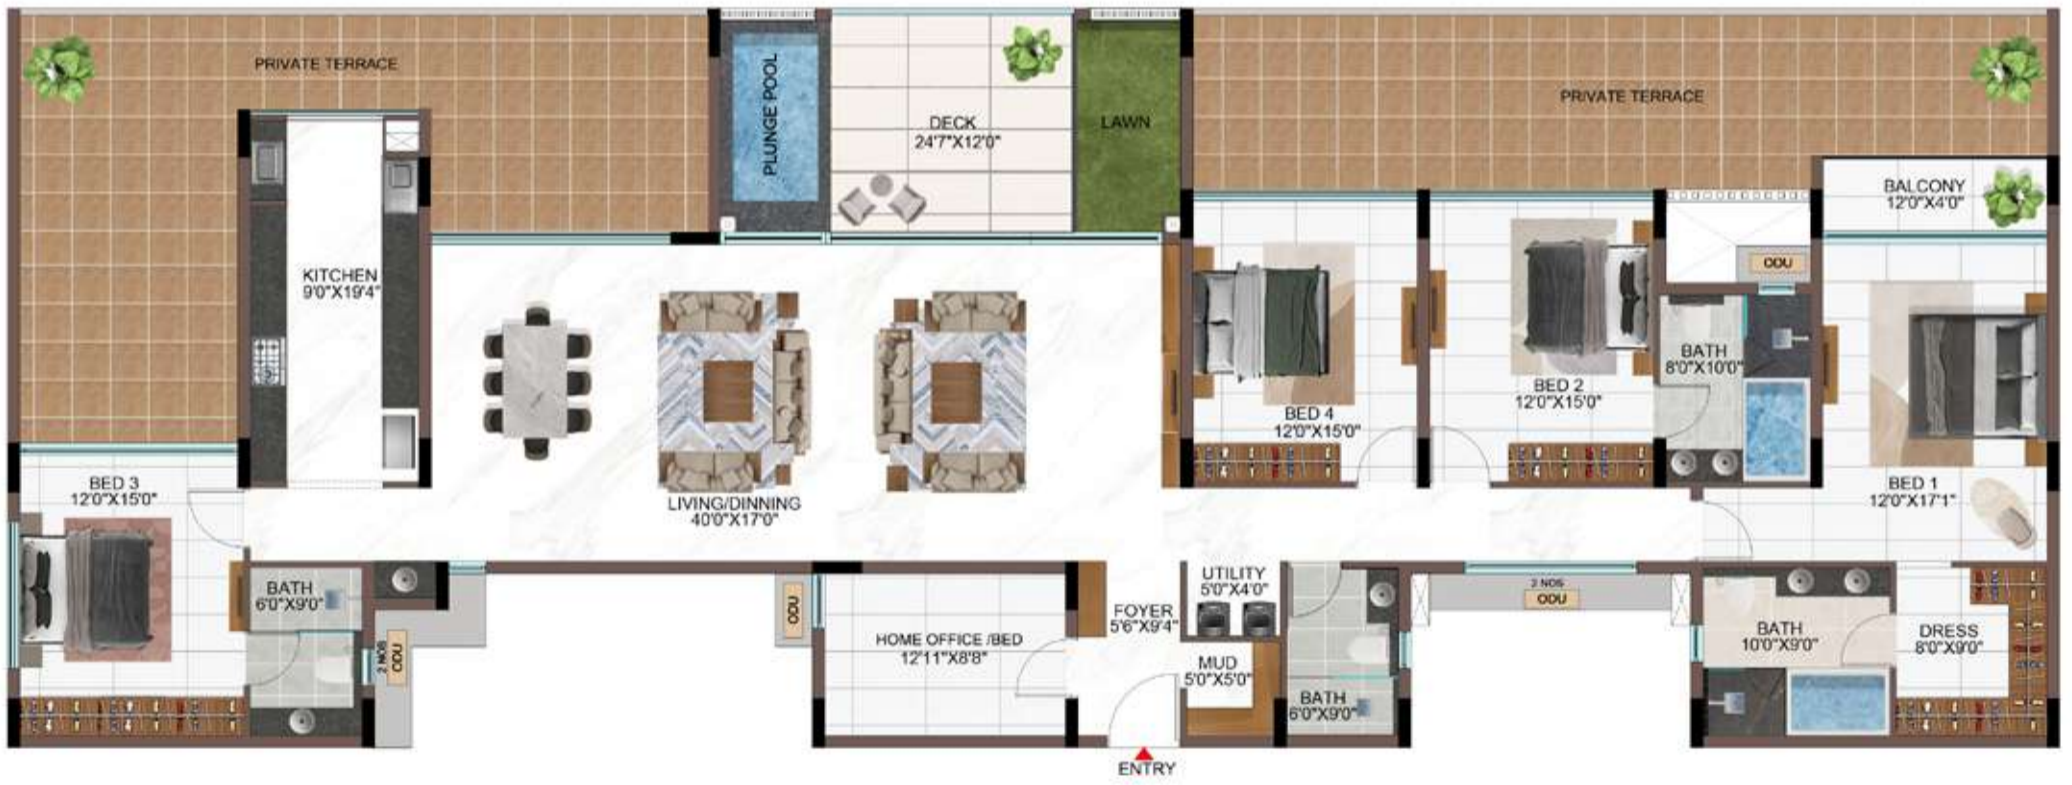 PRIVATE TERRACE
PLUNGE POOL
DECK
24'7"X12'0"
LAWN
PRIVATE TERRACE
BALCONY
12'0"X4'0"
KITCHEN
9'0"X19'4"
ODU
BATH
8'0"X10'0"
BED 2
12'0"X15'0"
BED 4
12'0"X15'0"
BED 3
12'0"X15'0"
LIVING/DINNING
40'0"X17'0"
BED 1
12'0"X17'1"
BATH
6'0"X9'0"
2 NOS
ODU
ODU
HOME OFFICE /BED
12'11"X8'8"
FOYER
5'6"X9'4"
UTILITY
5'0"X4'0"
MUD
5'0"X5'0"
BATH
6'0"X9'0"
2 NOS
ODU
BATH
10'0"X9'0"
DRESS
8'0"X9'0"
ENTRY